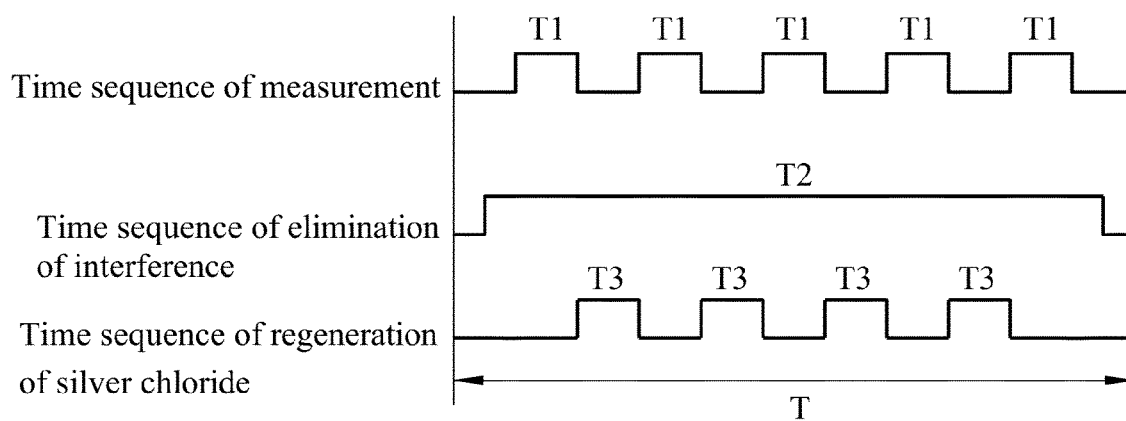 T1 T1 T1 T1 T1
Time sequence of measurement
T2
Time sequence of elimination
of interference
T3 T3 T3 T3
Time sequence of regeneration
of silver chloride
T